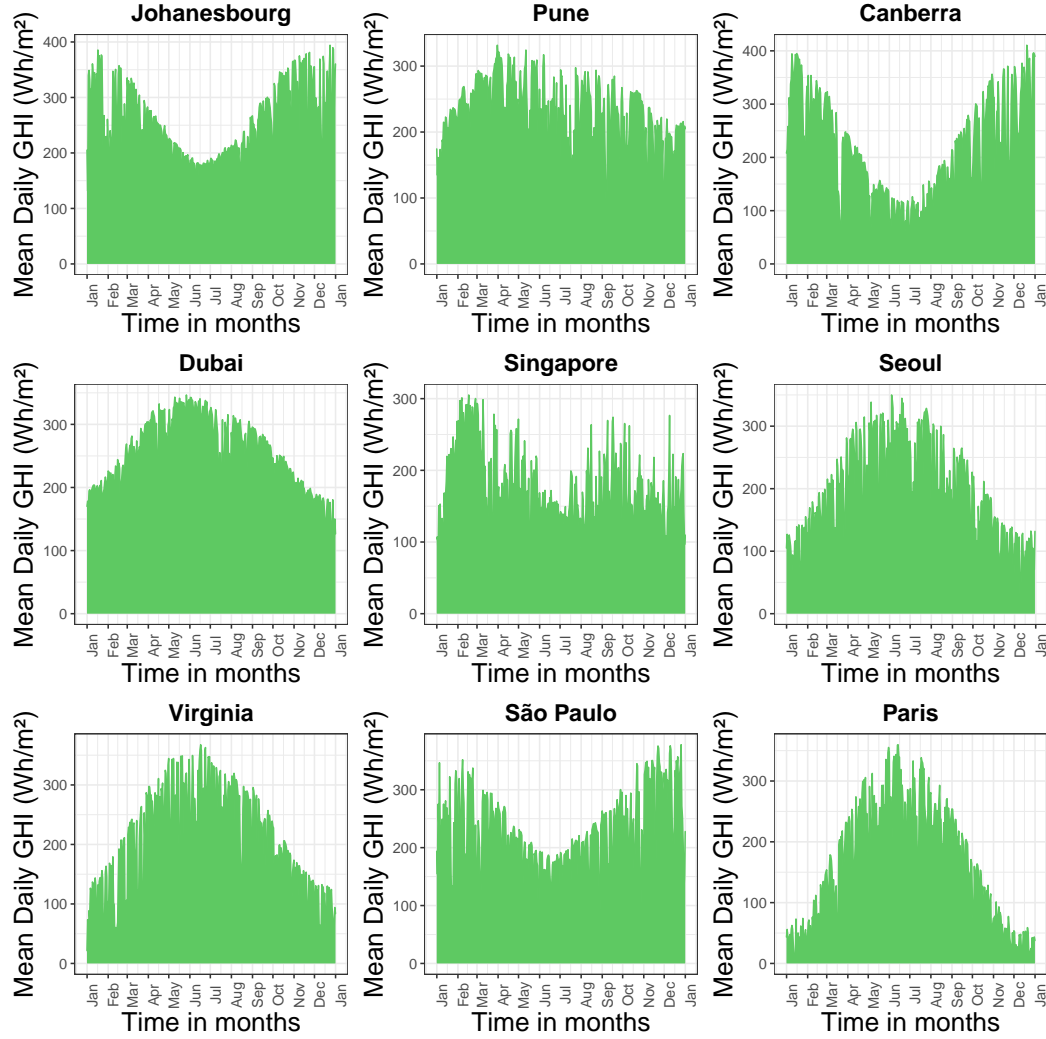 Johanesbourg
Mean Daily GHI (Wh/m²)
400
300
200
100
0
Jan Feb Mar Apr May Jun Jul Aug Sep Oct Nov Dec Jan
Time in months
Pune
Mean Daily GHI (Wh/m²)
300
200
100
0
Jan Feb Mar Apr May Jun Jul Aug Sep Oct Nov Dec Jan
Time in months
Canberra
Mean Daily GHI (Wh/m²)
400
300
200
100
0
Jan Feb Mar Apr May Jun Jul Aug Sep Oct Nov Dec Jan
Time in months
Dubai
Mean Daily GHI (Wh/m²)
300
200
100
0
Jan Feb Mar Apr May Jun Jul Aug Sep Oct Nov Dec Jan
Time in months
Singapore
Mean Daily GHI (Wh/m²)
300
200
100
0
Jan Feb Mar Apr May Jun Jul Aug Sep Oct Nov Dec Jan
Time in months
Seoul
Mean Daily GHI (Wh/m²)
300
200
100
0
Jan Feb Mar Apr May Jun Jul Aug Sep Oct Nov Dec Jan
Time in months
Virginia
Mean Daily GHI (Wh/m²)
300
200
100
0
Jan Feb Mar Apr May Jun Jul Aug Sep Oct Nov Dec Jan
Time in months
São Paulo
Mean Daily GHI (Wh/m²)
300
200
100
0
Jan Feb Mar Apr May Jun Jul Aug Sep Oct Nov Dec Jan
Time in months
Paris
Mean Daily GHI (Wh/m²)
300
200
100
0
Jan Feb Mar Apr May Jun Jul Aug Sep Oct Nov Dec Jan
Time in months